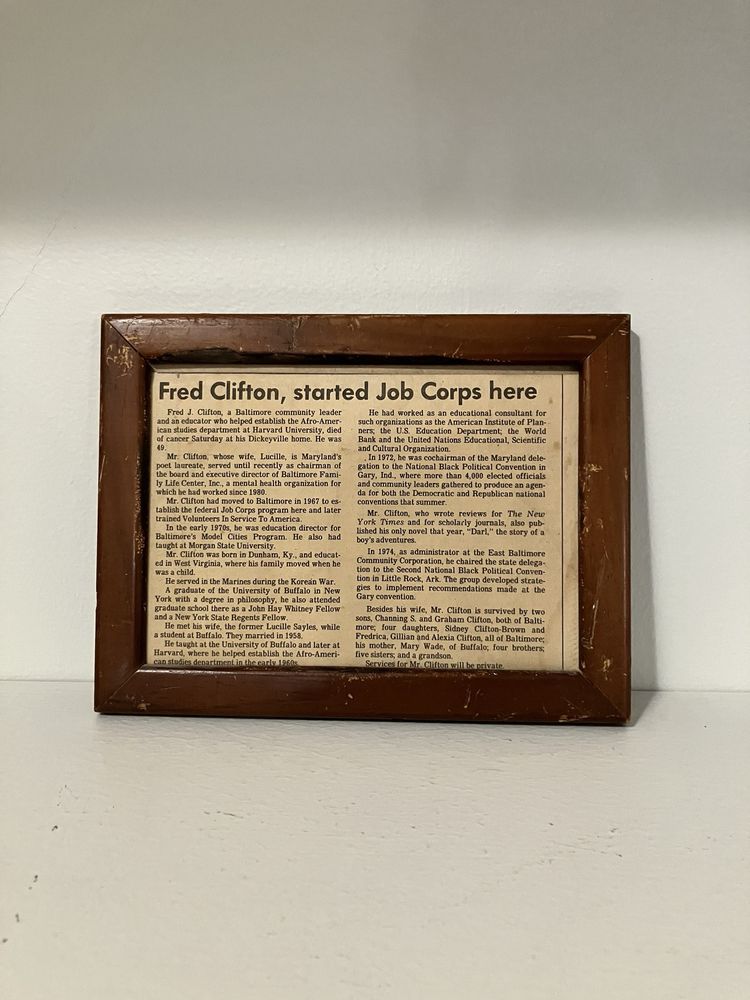 Fred Clifton, started Job Corps here
Fred J. Clifton, a Baltimore community leader
and an educator who helped establish the Afro-Amer-
ican studies department at Harvard University, died
of cancer Saturday at his Dickeyville home. He was
49.
Mr. Clifton, whose wife, Lucille, is Maryland's
poet laureate, served until recently as chairman of
the board and executive director of Baltimore Fami-
ly Life Center, Inc., a mental health organization for
which he had worked since 1980.
Mr. Clifton had moved to Baltimore in 1967 to es-
tablish the federal Job Corps program here and later
trained Volunteers In Service To America.
In the early 1970s, he was education director for
Baltimore's Model Cities Program. He also had
taught at Morgan State University.
Mr. Clifton was born in Dunham, Ky., and educat-
ed in West Virginia, where his family moved when he
was a child.
He served in the Marines during the Korean War.
A graduate of the University of Buffalo in New
York with a degree in philosophy, he also attended
graduate school there as a John Hay Whitney Fellow
and a New York State Regents Fellow.
He met his wife, the former Lucille Sayles, while
a student at Buffalo. They married in 1958.
He taught at the University of Buffalo and later at
Harvard, where he helped establish the Afro-Ameri-
can studies department in the early 1960s.
He had worked as an educational consultant for
such organizations as the American Institute of Plan-
ners; the U.S. Education Department; the World
Bank and the United Nations Educational, Scientific
and Cultural Organization.
In 1972, he was cochairman of the Maryland dele-
gation to the National Black Political Convention in
Gary, Ind., where more than 4,000 elected officials
and community leaders gathered to produce an agen-
da for both the Democratic and Republican national
conventions that summer.
Mr. Clifton, who wrote reviews for The New
York Times and for scholarly journals, also pub-
lished his only novel that year, "Darl," the story of a
boy's adventures.
In 1974, as administrator at the East Baltimore
Community Corporation, he chaired the state delega-
tion to the Second National Black Political Conven-
tion in Little Rock, Ark. The group developed strate-
gies to implement recommendations made at the
Gary convention.
Besides his wife, Mr. Clifton is survived by two
sons, Channing S. and Graham Clifton, both of Balti-
more; four daughters, Sidney Clifton-Brown and
Fredrica, Gillian and Alexia Clifton, all of Baltimore;
his mother, Mary Wade, of Buffalo; four brothers;
five sisters; and a grandson.
Services for Mr. Clifton will be private.